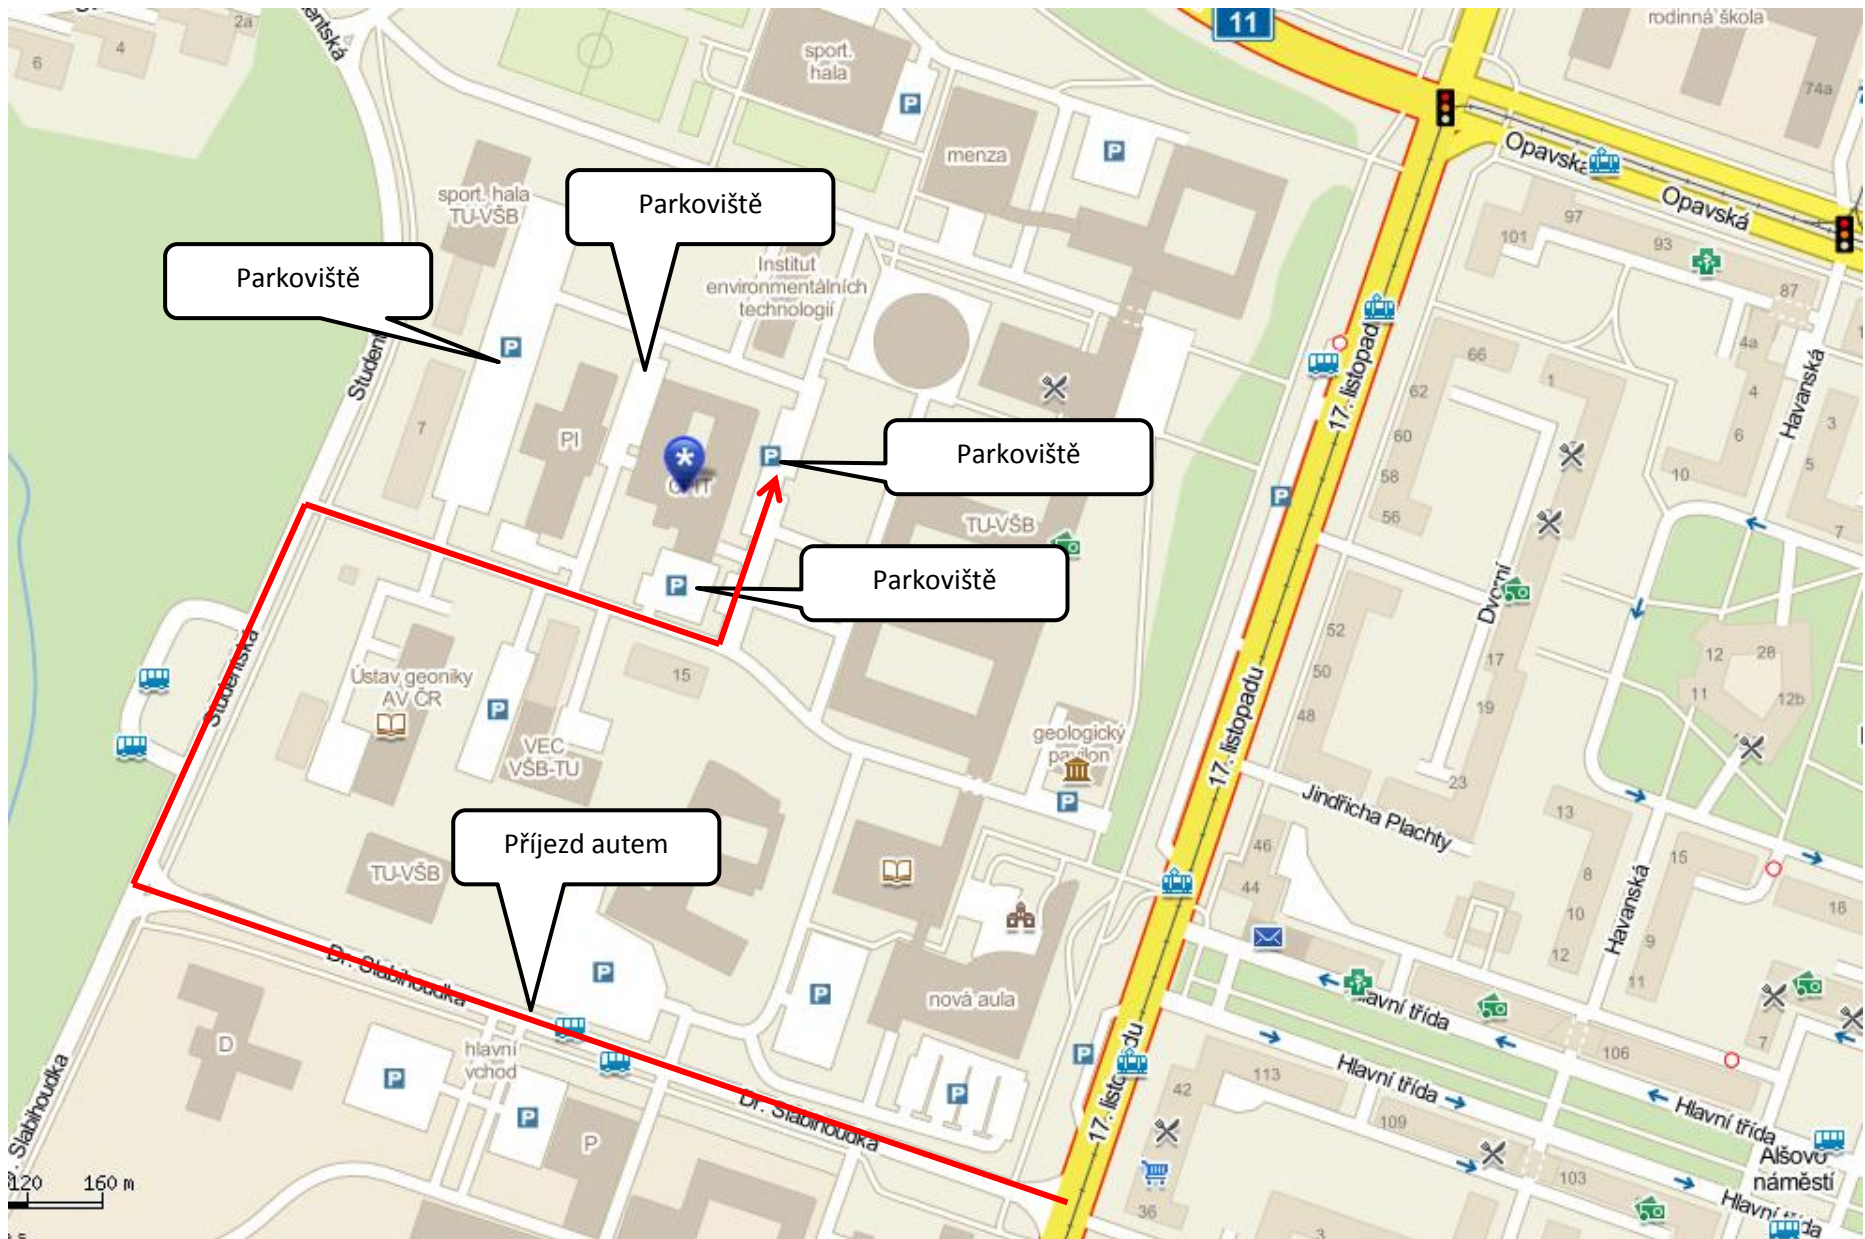 11
rodinná škola
2a
4
6
sport.
hala
74a
menza
Opavská
Opavská
sport. hala
TU-VŠB
Parkoviště
97
101
93
87
Parkoviště
Institut
environmentálních
technologií
4a
66
1
4
62
3
6
60
58
10
5
56
7
17. listopadu
Havanská
7
PI
Parkoviště
TU-VŠB
Parkoviště
Dvorní
52
50
48
17
19
23
12
28
11
12b
Studentská
15
Ústav geoniky
AV ČR
VEC
VŠB-TU
geologický
pavilon
17. listopadu
Jindřicha Plachty
13
46
44
15
8
10
12
18
9
11
Havanská
Příjezd autem
TU-VŠB
Dr. Slabihoudka
nová aula
D
hlavní
vchod
P
Hlavní třída
Hlavní třída
Hlavní třída
Hlavní třída
106
7
113
109
103
42
36
3
Alšovo
náměstí
Dr. Slabihoudka
. Slabihoudka
120 160 m